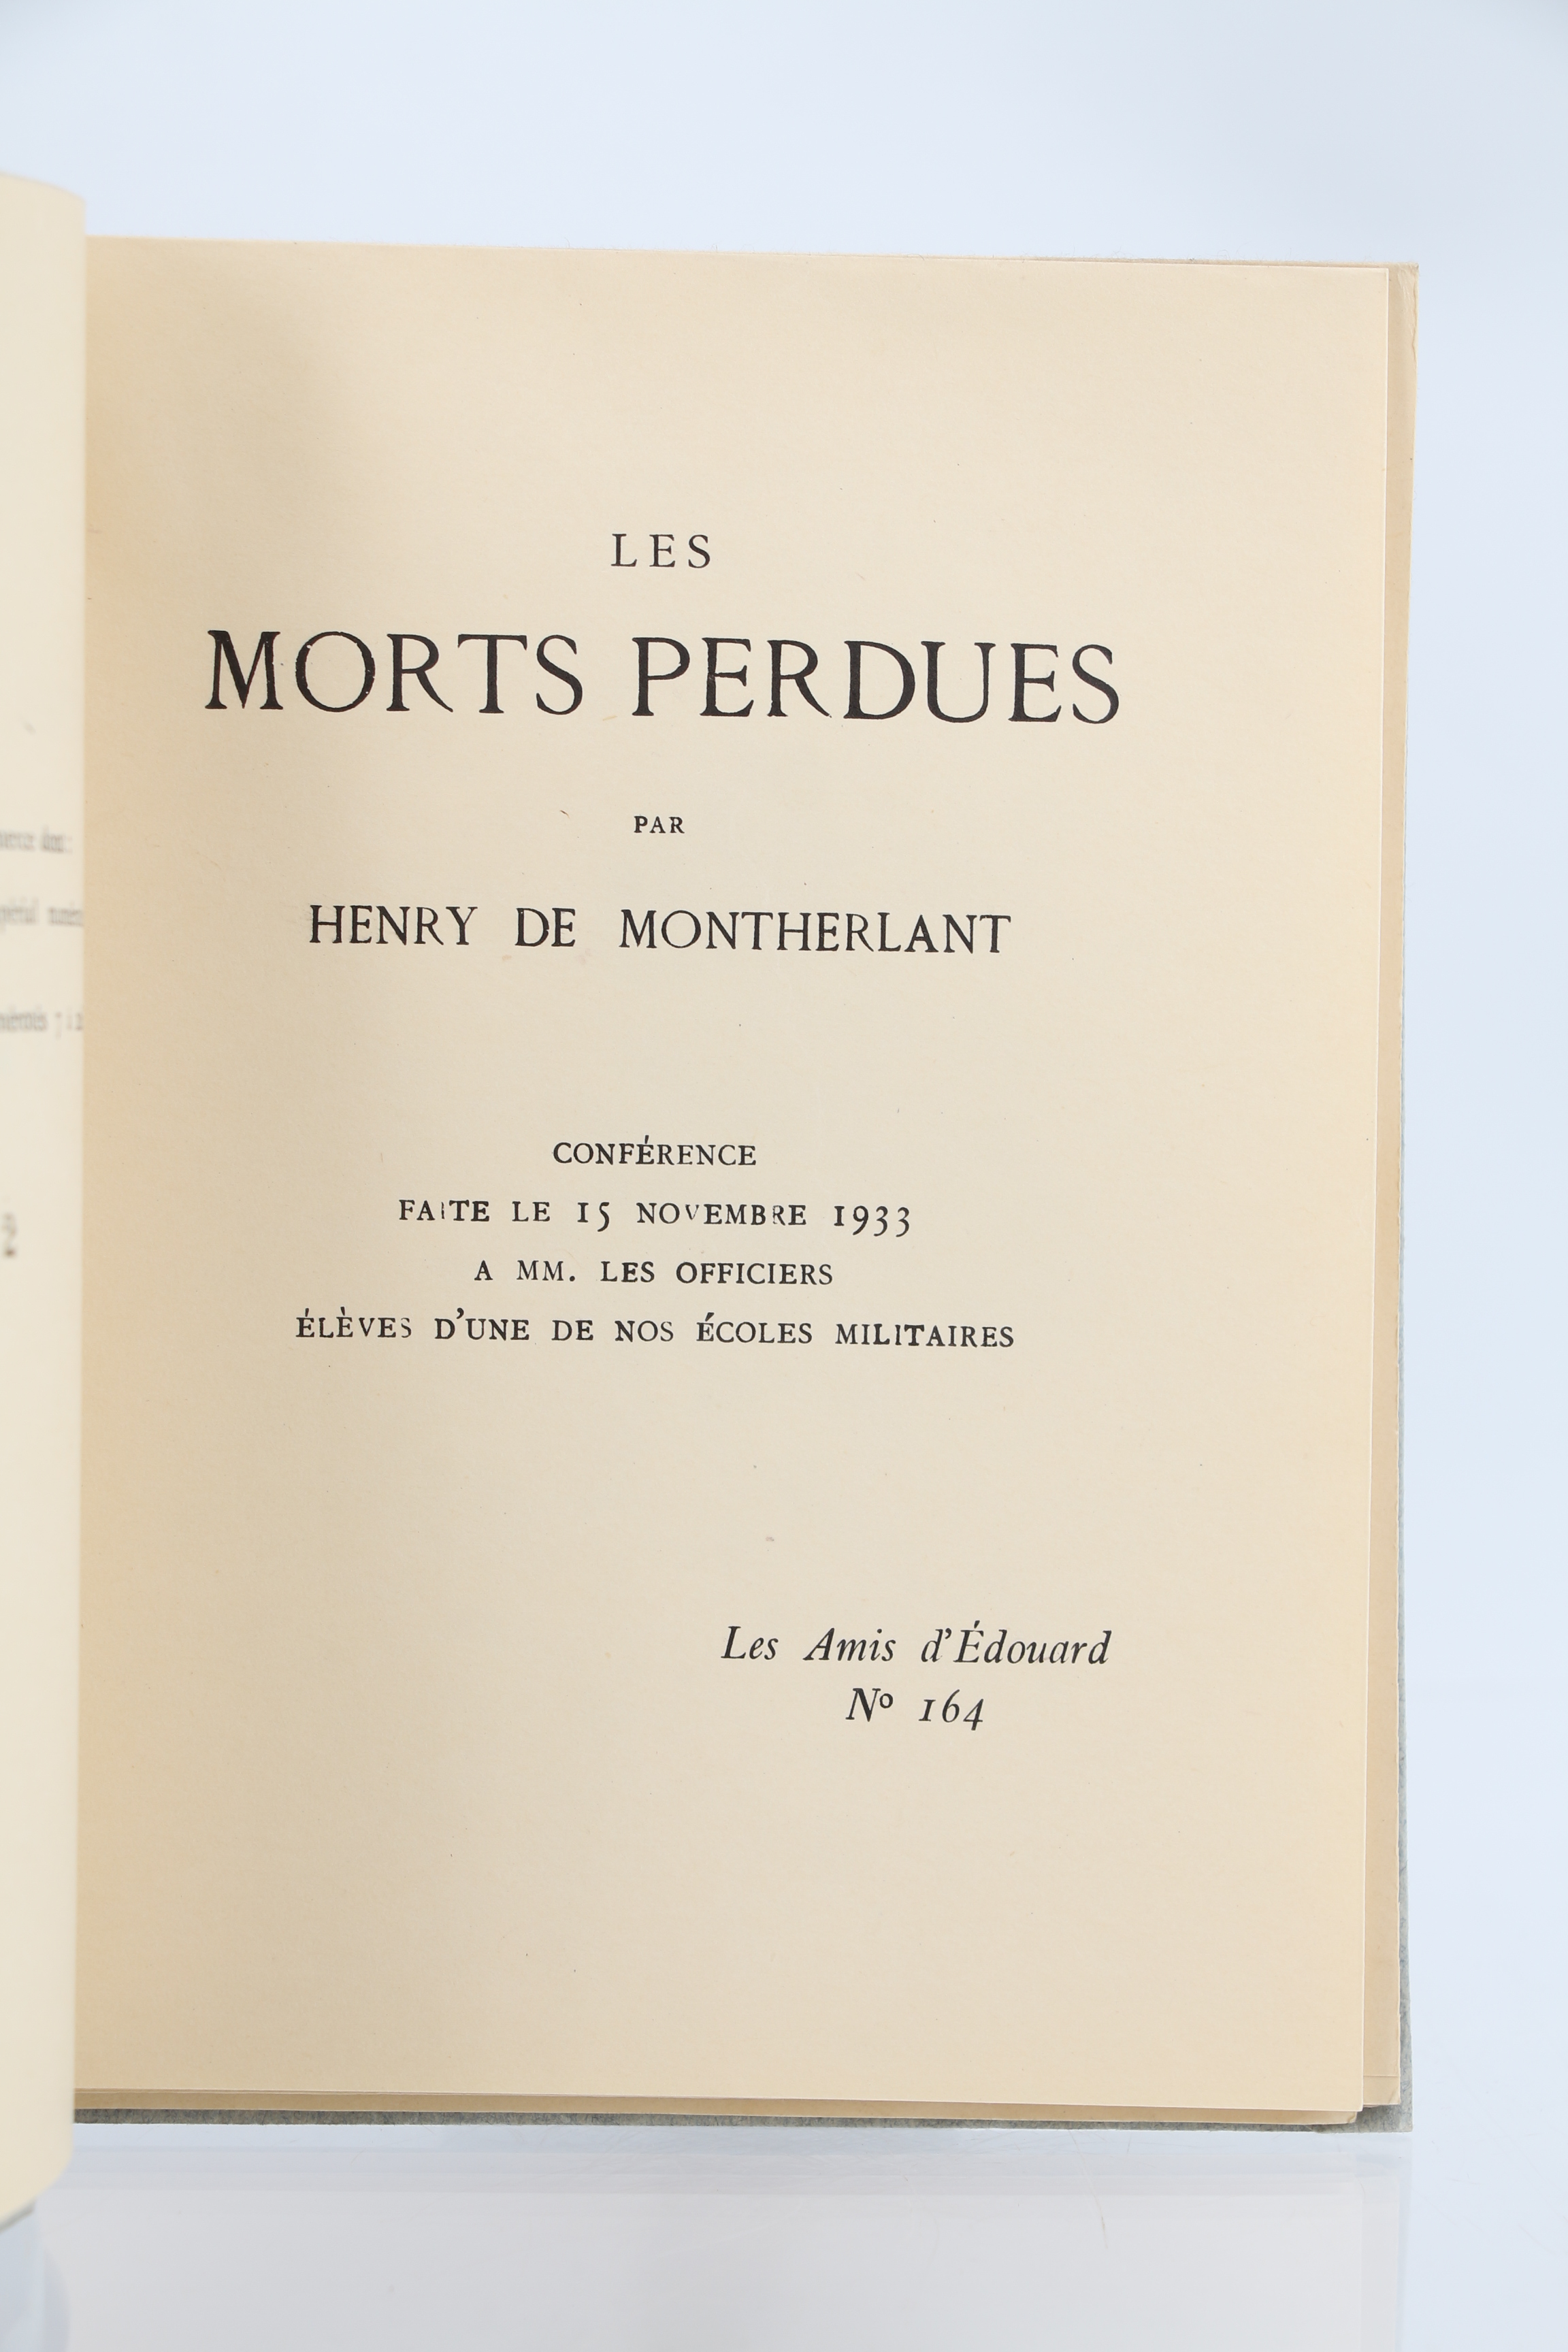 LES
MORTS PERDUES
PAR
HENRY DE MONTHERLANT
CONFÉRENCE
FAITE LE 15 NOVEMBRE 1933
A MM. LES OFFICIERS
ÉLÈVES D'UNE DE NOS ÉCOLES MILITAIRES
Les Amis d'Édouard
Nº 164